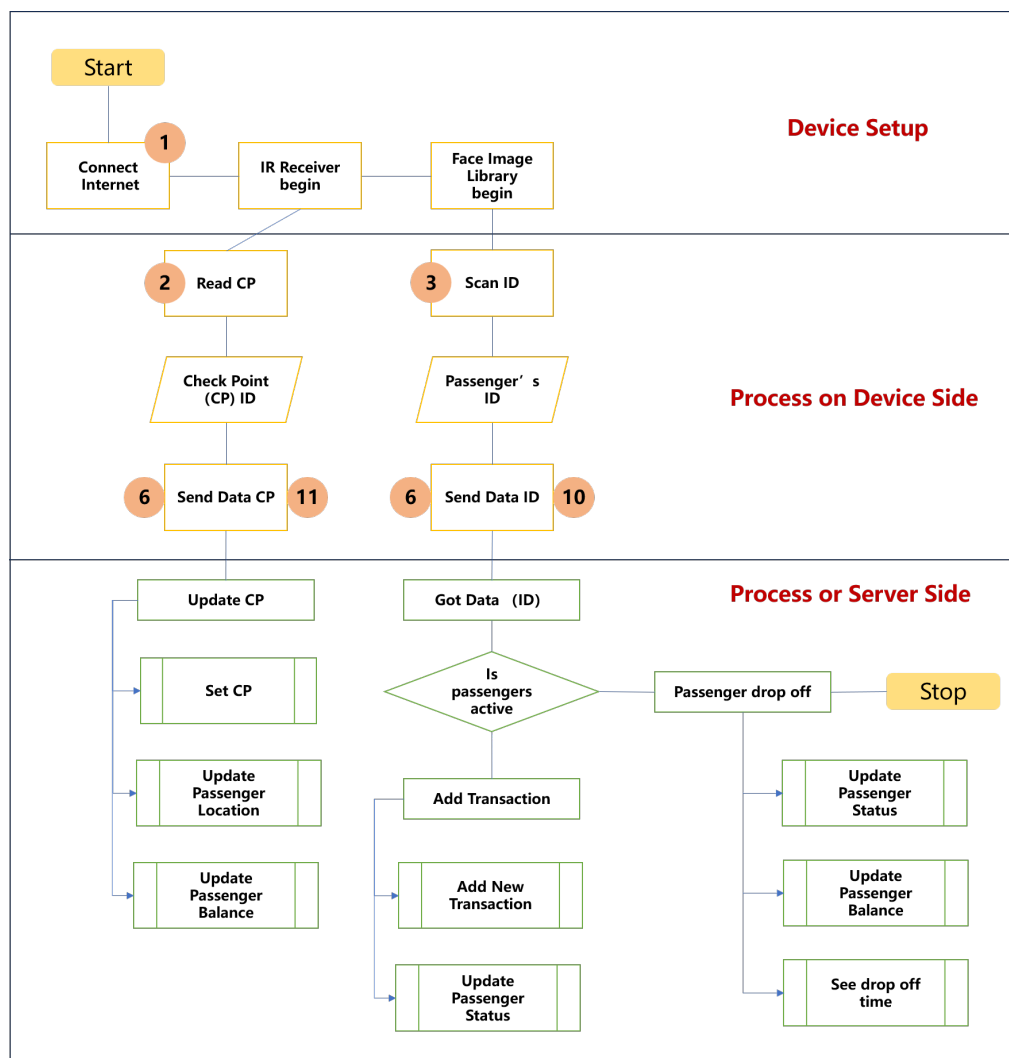 Start
Device Setup
1
Connect
Internet
IR Receiver
begin
Face Image
Library
begin
2
Read CP
3
Scan ID
Check Point
(CP) ID
Passenger’s
ID
Process on Device Side
6
Send Data CP
11
6
Send Data ID
10
Process or Server Side
Update CP
Got Data （ID）
Set CP
Is
passengers
active
Passenger drop off
Stop
Update
Passenger
Location
Add Transaction
Update
Passenger
Status
Update
Passenger
Balance
Add New
Transaction
Update
Passenger
Balance
Update
Passenger
Status
See drop off
time